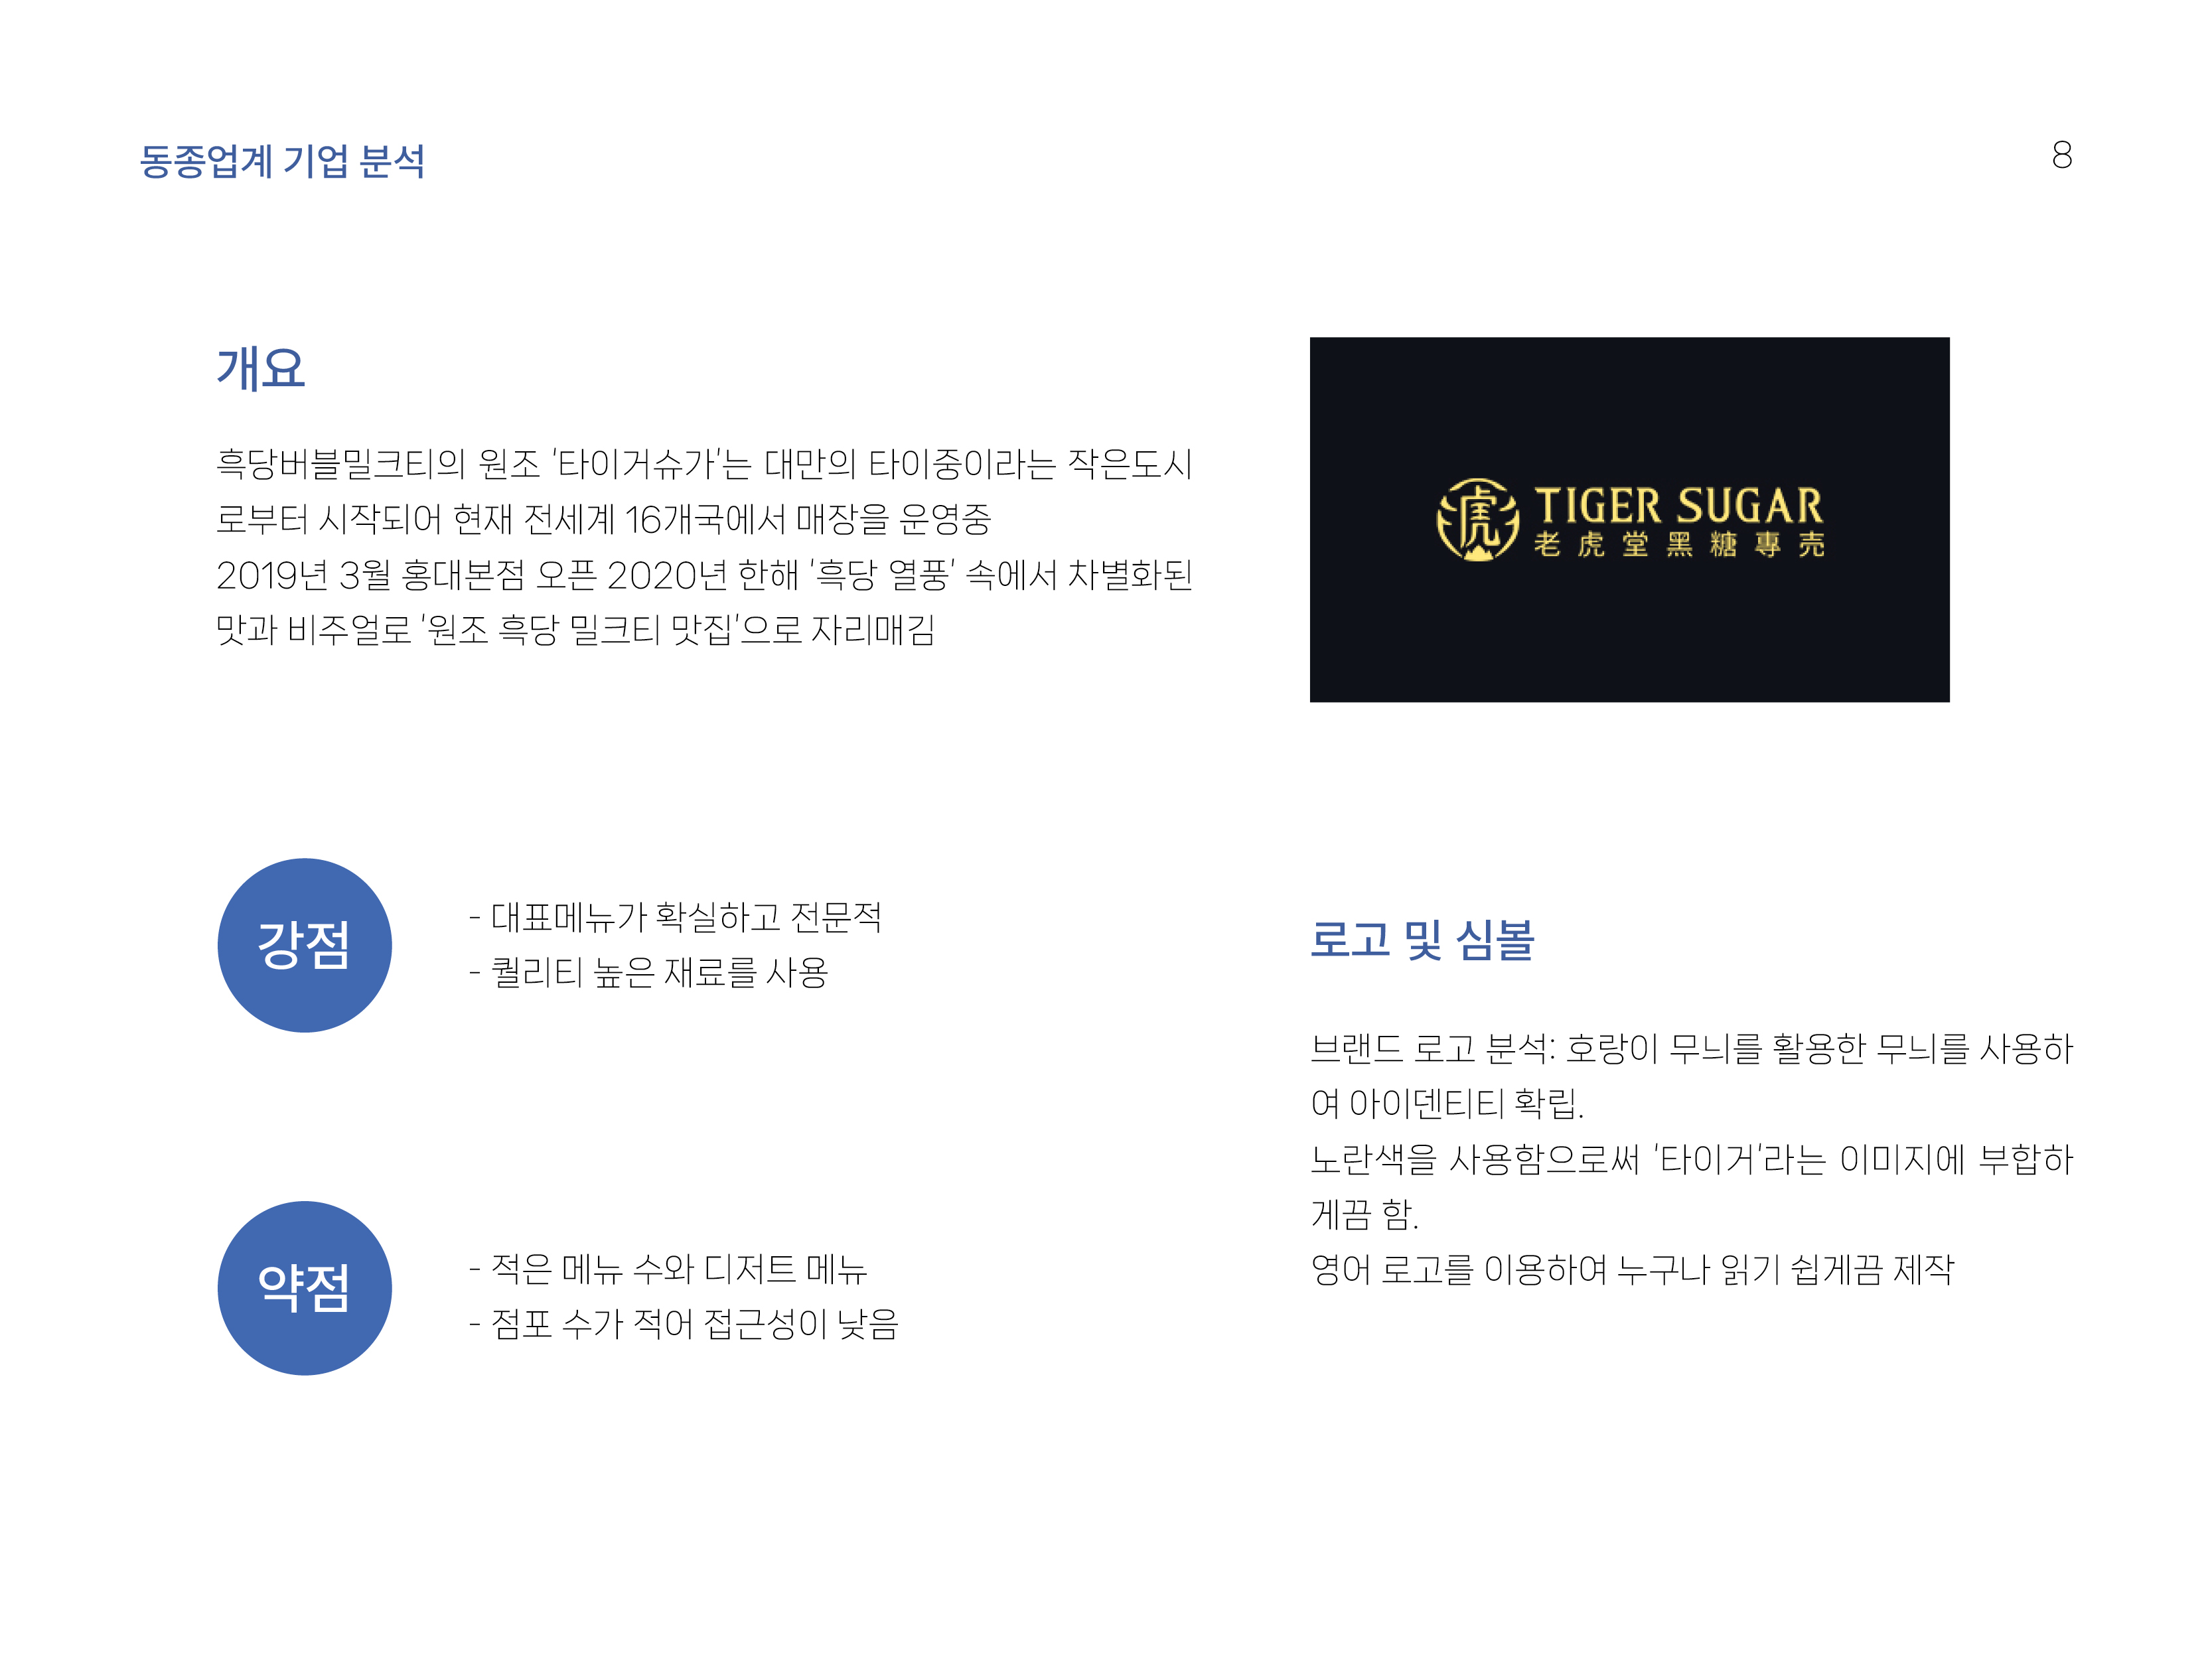 동종업계 기업 분석
8
개요
흑당버블밀크티의 원조 '타이거슈가'는 대만의 타이중이라는 작은도시
로부터 시작되어 현재 전세계 16개국에서 매장을 운영중
2019년 3월 홍대본점 오픈 2020년 한해 '흑당 열풍' 속에서 차별화된
맛과 비주얼로 '원조 흑당 밀크티 맛집'으로 자리매김
虎
TIGER SUGAR
老虎堂黑糖專売
강점
- 대표메뉴가 확실하고 전문적
- 퀄리티 높은 재료를 사용
약점
- 적은 메뉴 수와 디저트 메뉴
- 점포 수가 적어 접근성이 낮음
로고 및 심볼
브랜드 로고 분석: 호랑이 무늬를 활용한 무늬를 사용하
여 아이덴티티 확립.
노란색을 사용함으로써 '타이거'라는 이미지에 부합하
게끔 함.
영어 로고를 이용하여 누구나 읽기 쉽게끔 제작